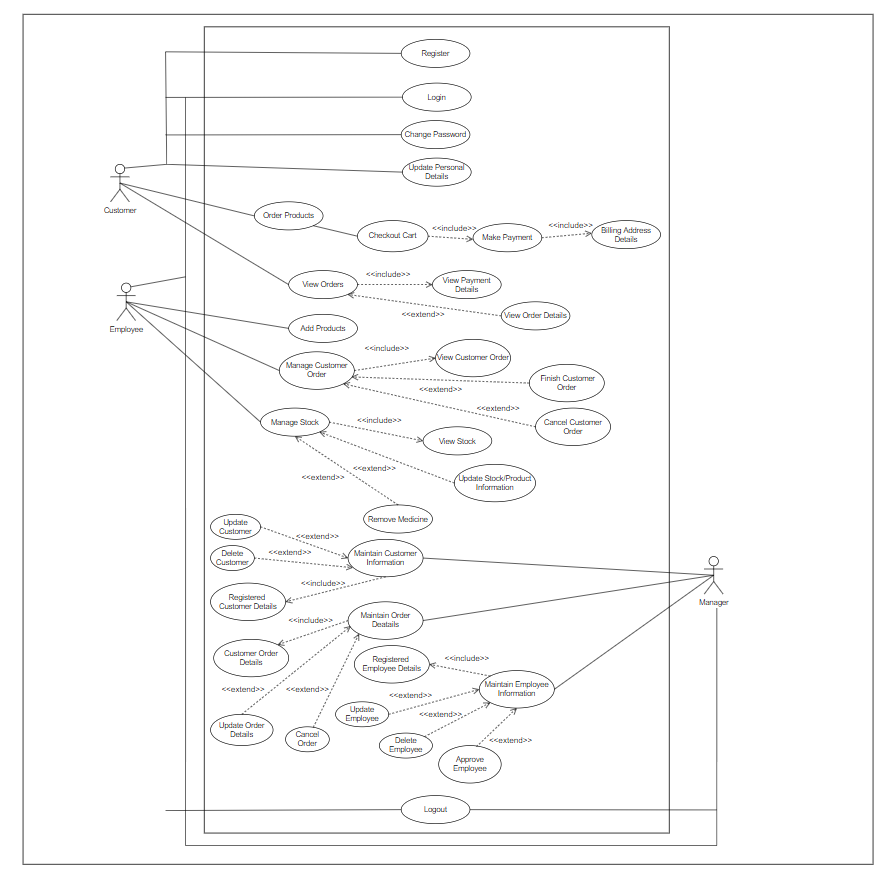 Register
Login
Change Password
Update Personal
Details
Customer
Order Products
Checkout Cart
<<include>>
Make Payment
<<include>>
Billing Address
Details
View Orders
<<include>>
View Payment
Details
<<extend>>
View Order Details
Employee
Add Products
Manage Customer
Order
<<include>>
View Customer Order
<<extend>>
Finish Customer
Order
<<extend>>
Cancel Customer
Order
Manage Stock
<<include>>
View Stock
<<extend>>
Update Stock/Product
Information
<<extend>>
Remove Medicine
Update
Customer
<<extend>>
Delete
Customer
<<extend>>
Maintain Customer
Information
<<include>>
Registered
Customer Details
Manager
Maintain Order
Deatails
<<include>>
Customer Order
Details
<<extend>>
Update Order
Details
<<extend>>
Cancel
Order
Registered
Employee Details
<<include>>
Maintain Employee
Information
<<extend>>
Update
Employee
<<extend>>
Delete
Employee
<<extend>>
Approve
Employee
Logout